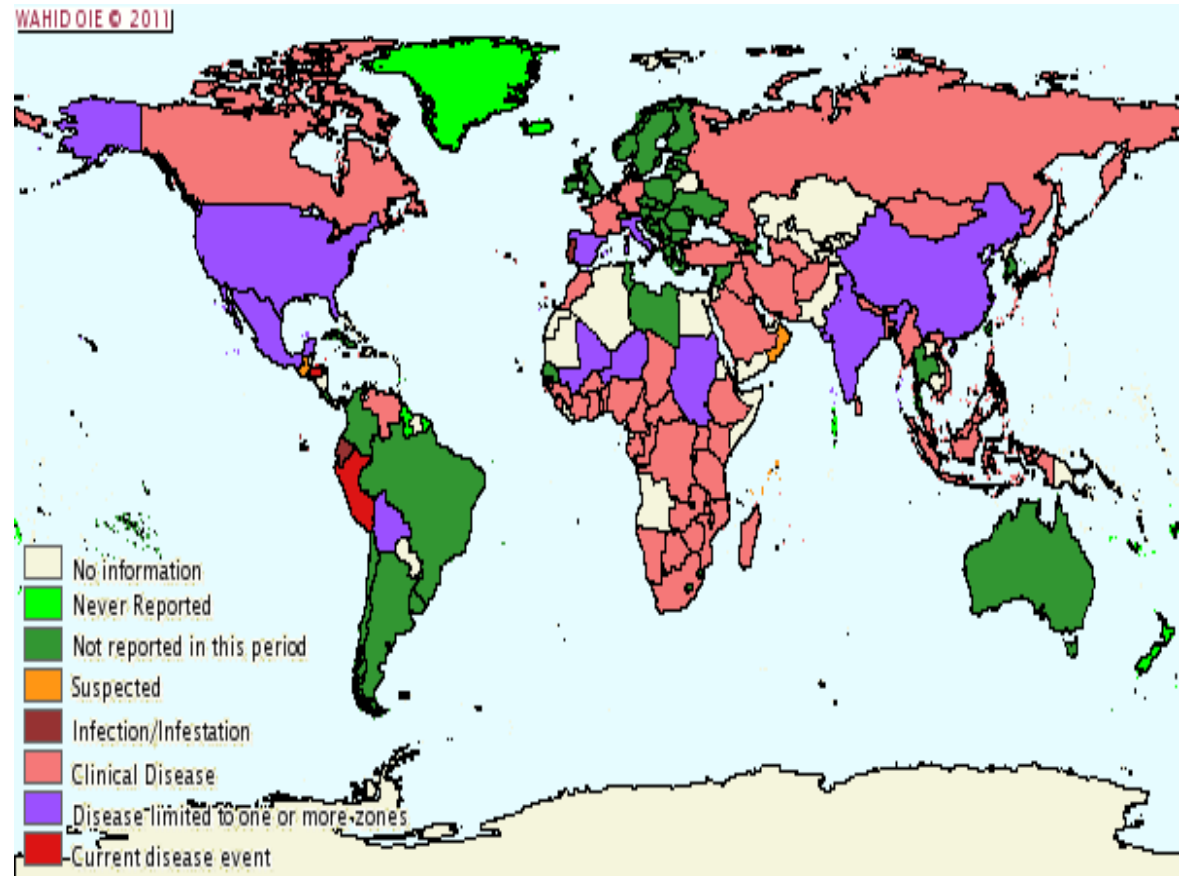 WAHID OIE © 2011
No information
Never Reported
Not reported in this period
Suspected
Infection/Infestation
Clinical Disease
Disease limited to one or more zones
Current disease event